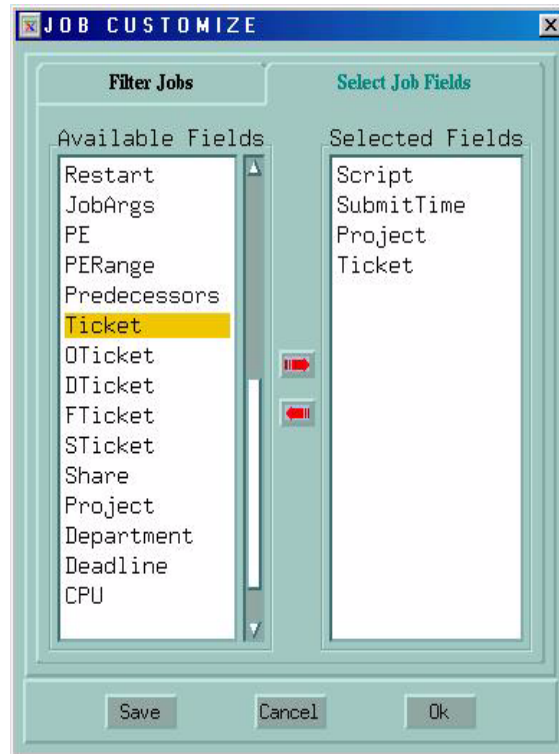 JOB CUSTOMIZE
Filter Jobs
Select Job Fields
Available Fields
Restart
JobArgs
PE
PERange
Predecessors
Ticket
OTicket
DTicket
FTicket
STicket
Share
Project
Department
Deadline
CPU
Selected Fields
Script
SubmitTime
Project
Ticket
Save
Cancel
Ok